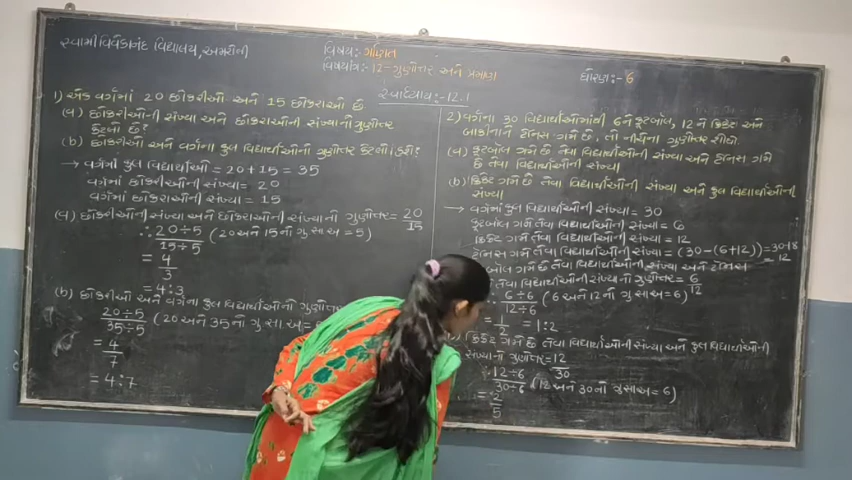 સ્વામી વિવેકાનંદ વિદ્યાલય, અમરોની
વિષય:- ગણિત
વિષયાંગ:- 12-ગુણોત્તર અને પ્રમાણ
ધોરણ:- 6
સ્વાધ્યાય:-12.1
1) એક વર્ગમાં 20 છોકરીઓ અને 15 છોકરાઓ છે
(a) છોકરીઓની સંખ્યા અને છોકરાઓની સંખ્યાનો ગુણોત્તર
કેટલો છે?
(b) છોકરીઓ અને વર્ગના કુલ વિદ્યાર્થીઓનો ગુણોત્તર કેટલો હશે?
→ વર્ગમાં કુલ વિદ્યાર્થીઓ = 20+15 = 35
વર્ગમાં છોકરીઓની સંખ્યા = 20
વર્ગમાં છોકરાઓની સંખ્યા = 15
(a) છોકરીઓની સંખ્યા અને છોકરાઓની સંખ્યાનો ગુણોત્તર = 20/15
∴ 20÷5/15÷5 (20 અને 15નો ગુ.સા.અ = 5)
= 4/3
= 4:3
(b) છોકરીઓ અને વર્ગના કુલ વિદ્યાર્થીઓનો ગુણોત્તર
20÷5/35÷5 (20 અને 35નો ગુ.સા.અ =
= 4/7
= 4:7
2) વર્ગના 30 વિદ્યાર્થીઓમાંથી 6ને ફૂટબોલ, 12ને ક્રિકેટ અને
બાકીનાને ટેનિસ ગમે છે, તો નીચેના ગુણોત્તર શોધો.
(a) ફૂટબોલ ગમે છે તેવા વિદ્યાર્થીઓની સંખ્યા અને ટેનિસ ગમે
છે તેવા વિદ્યાર્થીઓની સંખ્યા
(b) ક્રિકેટ ગમે છે તેવા વિદ્યાર્થીઓની સંખ્યા અને કુલ વિદ્યાર્થીઓની
સંખ્યા
→ વર્ગમાં કુલ વિદ્યાર્થીઓની સંખ્યા = 30
ફૂટબોલ ગમે તેવા વિદ્યાર્થીઓની સંખ્યા = 6
ક્રિકેટ ગમે તેવા વિદ્યાર્થીઓની સંખ્યા = 12
ટેનિસ ગમે તેવા વિદ્યાર્થીઓની સંખ્યા = (30-(6+12)) = 30-18
= 12
બોલ ગમે છે તેવા વિદ્યાર્થીઓની સંખ્યા અને ટેનિસ
તેવા વિદ્યાર્થીઓની સંખ્યાનો ગુણોત્તર = 6/12
6÷6/12÷6 (6 અને 12નો ગુ.સા.અ = 6)
= 1/2 = 1:2
ક્રિકેટ ગમે છે તેવા વિદ્યાર્થીઓની સંખ્યા અને કુલ વિદ્યાર્થીઓની
સંખ્યાનો ગુણોત્તર = 12/30
∴ 12÷6/30÷6 (12 અને 30નો ગુ.સા.અ = 6)
= 2/5